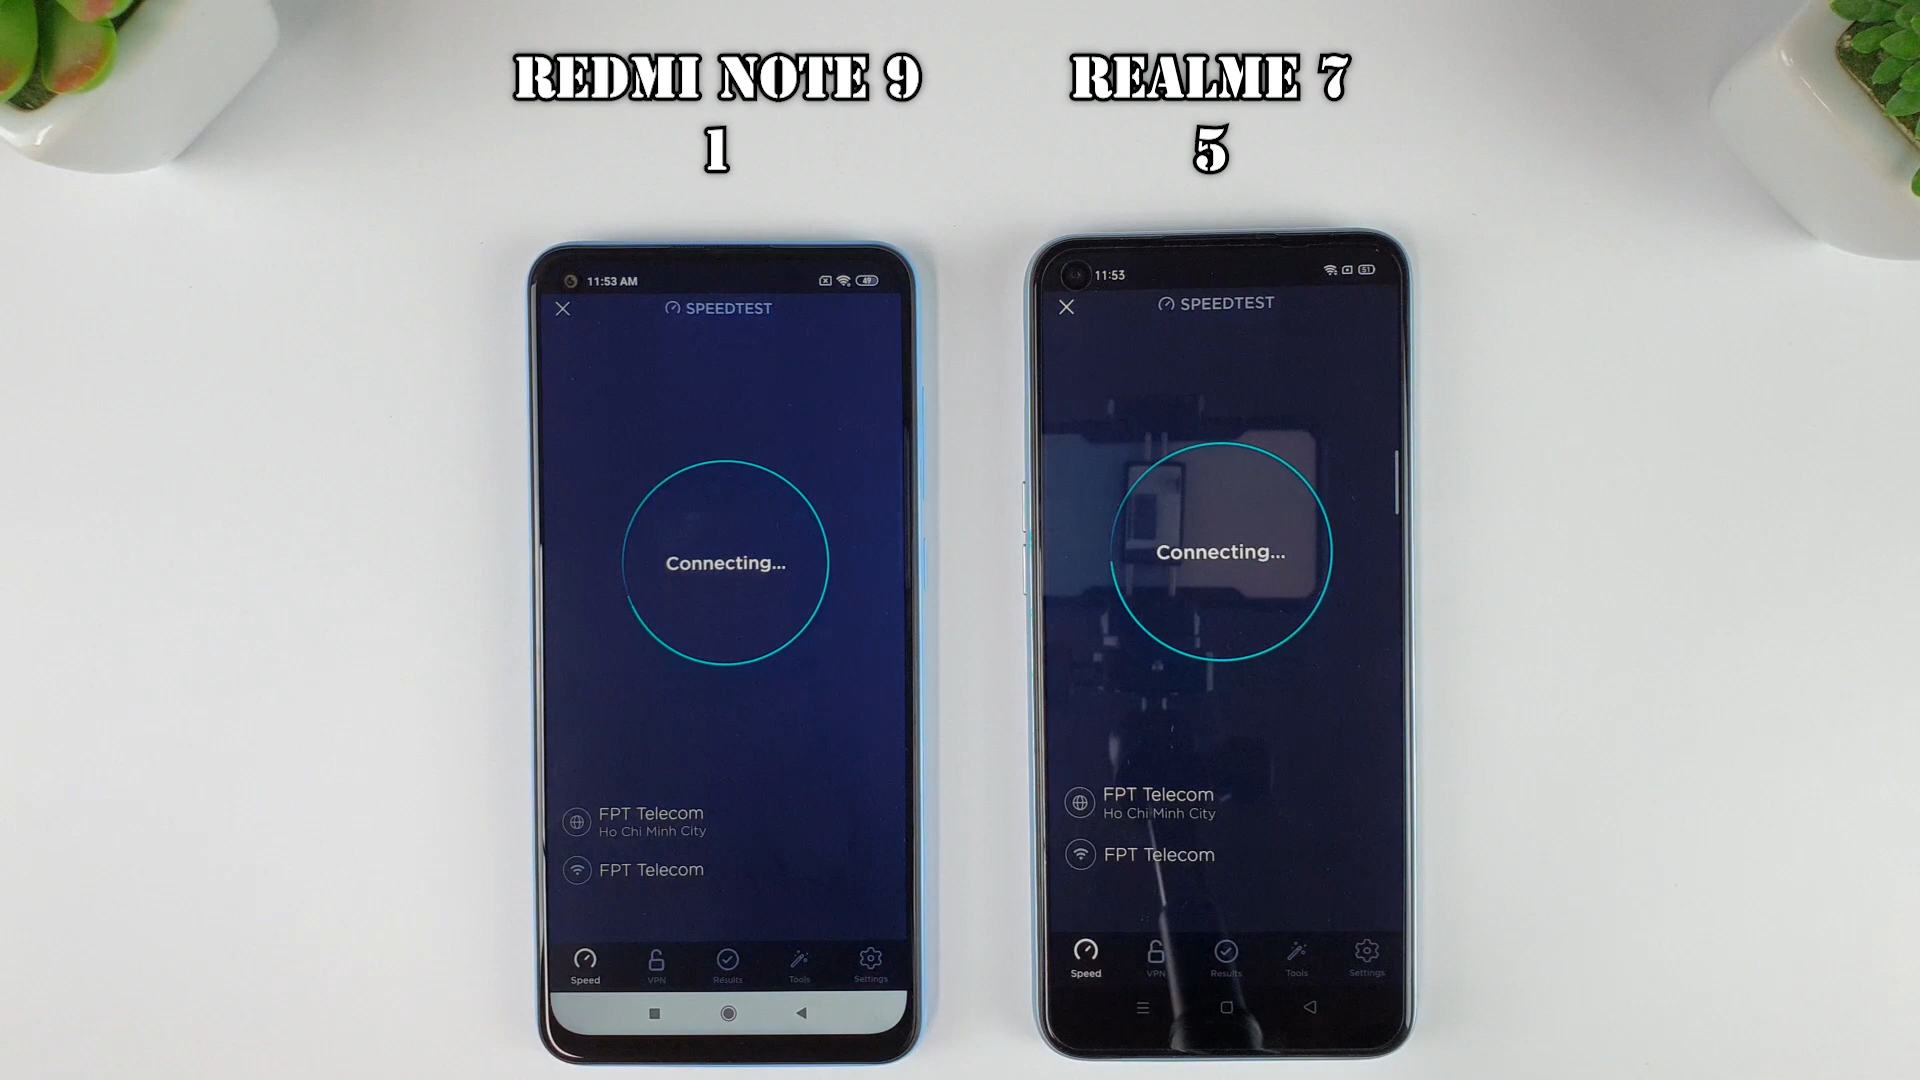 REDMI NOTE 9
1
REALME 7
5
11:53 AM
49
SPEEDTEST
Connecting...
FPT Telecom
Ho Chi Minh City
FPT Telecom
Speed
VPN
Results
Tools
Settings
11:53
51
SPEEDTEST
Connecting...
FPT Telecom
Ho Chi Minh City
FPT Telecom
Speed
VPN
Results
Tools
Settings